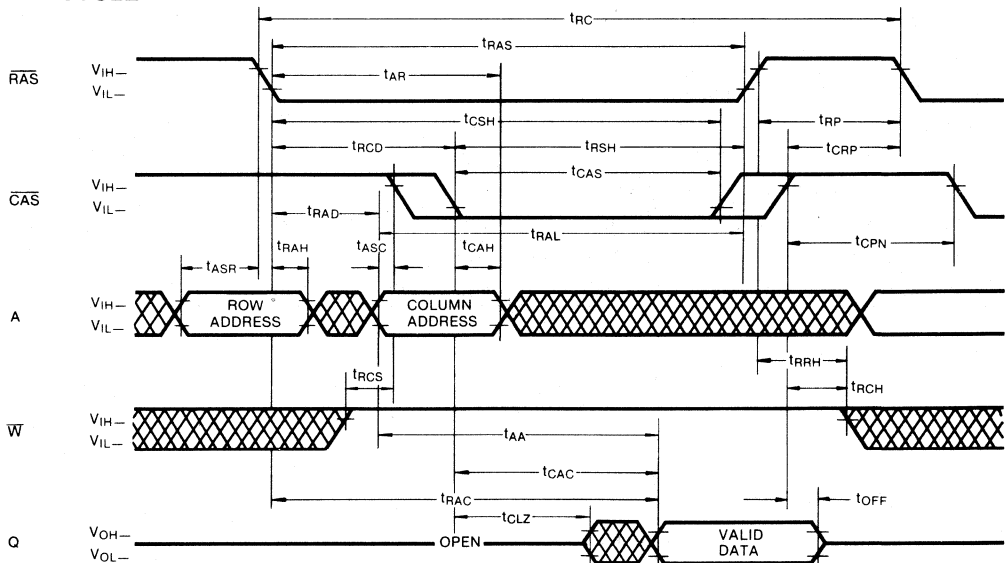 tRC
tRAS
tAR
RAS
VIH—
VIL—
tCSH
tRP
tRCD
tRSH
tCRP
tCAS
CAS
VIH—
VIL—
tRAD
tRAL
tCPN
tRAH
tASC
tCAH
tASR
A
VIH—
VIL—
ROW
ADDRESS
COLUMN
ADDRESS
tRRH
tRCS
tRCH
W
VIH—
VIL—
tAA
tCAC
tRAC
tOFF
tCLZ
Q
VOH—
VOL—
OPEN
VALID
DATA